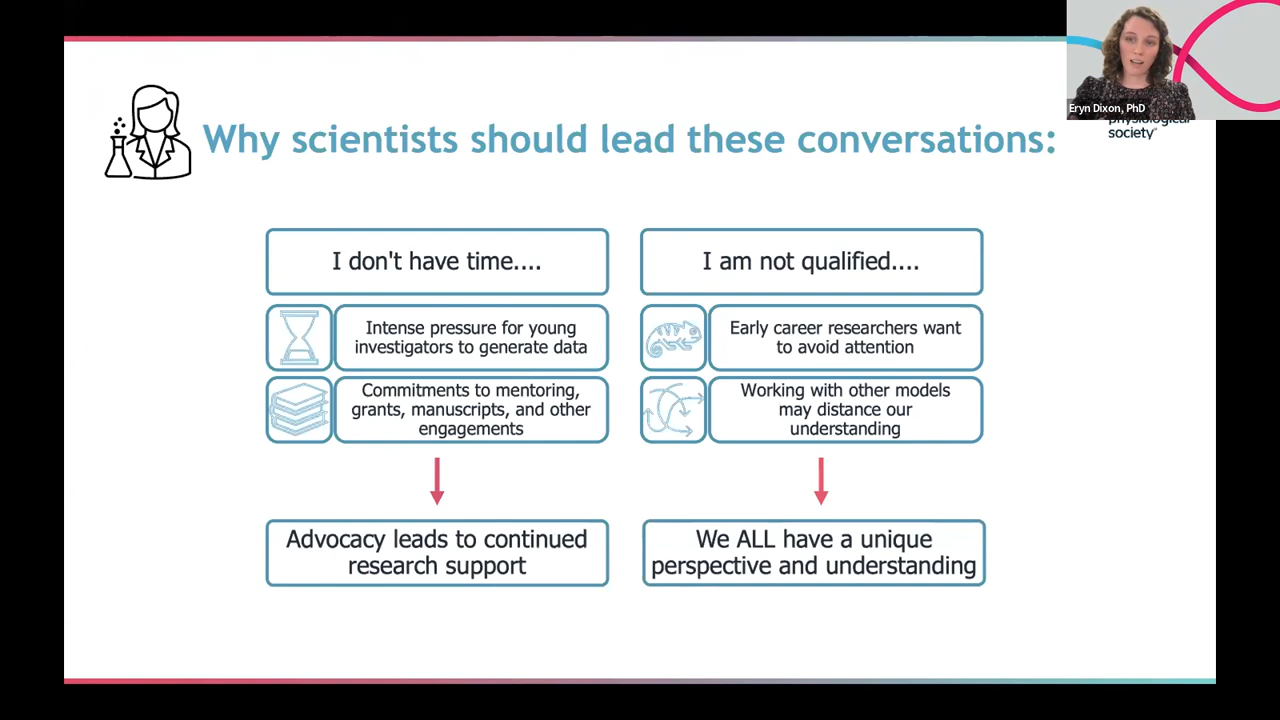 Eryn Dixon, PhD
physiological
society
Why scientists should lead these conversations:
I don't have time....
Intense pressure for young
investigators to generate data
Commitments to mentoring,
grants, manuscripts, and other
engagements
Advocacy leads to continued
research support
I am not qualified....
Early career researchers want
to avoid attention
Working with other models
may distance our
understanding
We ALL have a unique
perspective and understanding